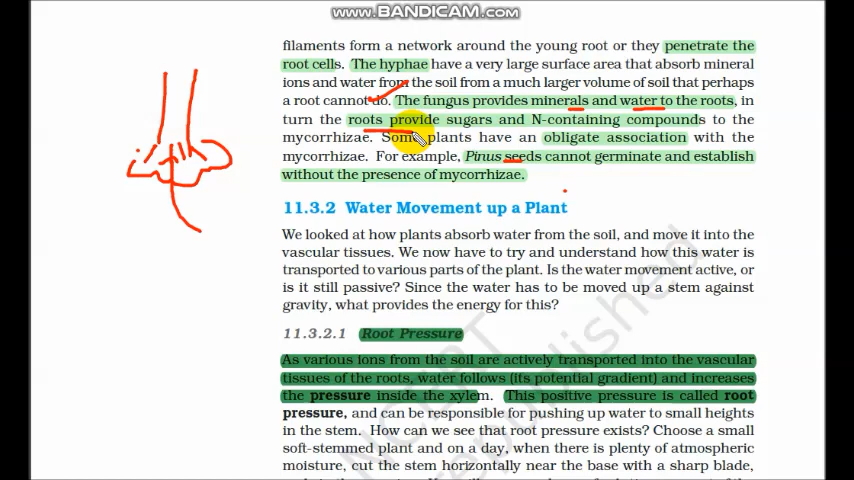 www.BANDICAM.com
filaments form a network around the young root or they penetrate the
root cells. The hyphae have a very large surface area that absorb mineral
ions and water from the soil from a much larger volume of soil that perhaps
a root cannot do. The fungus provides minerals and water to the roots, in
turn the roots provide sugars and N-containing compounds to the
mycorrhizae. Some plants have an obligate association with the
mycorrhizae. For example, Pinus seeds cannot germinate and establish
without the presence of mycorrhizae.
11.3.2 Water Movement up a Plant
We looked at how plants absorb water from the soil, and move it into the
vascular tissues. We now have to try and understand how this water is
transported to various parts of the plant. Is the water movement active, or
is it still passive? Since the water has to be moved up a stem against
gravity, what provides the energy for this?
11.3.2.1 Root Pressure
As various ions from the soil are actively transported into the vascular
tissues of the roots, water follows (its potential gradient) and increases
the pressure inside the xylem. This positive pressure is called root
pressure, and can be responsible for pushing up water to small heights
in the stem. How can we see that root pressure exists? Choose a small
soft-stemmed plant and on a day, when there is plenty of atmospheric
moisture, cut the stem horizontally near the base with a sharp blade,